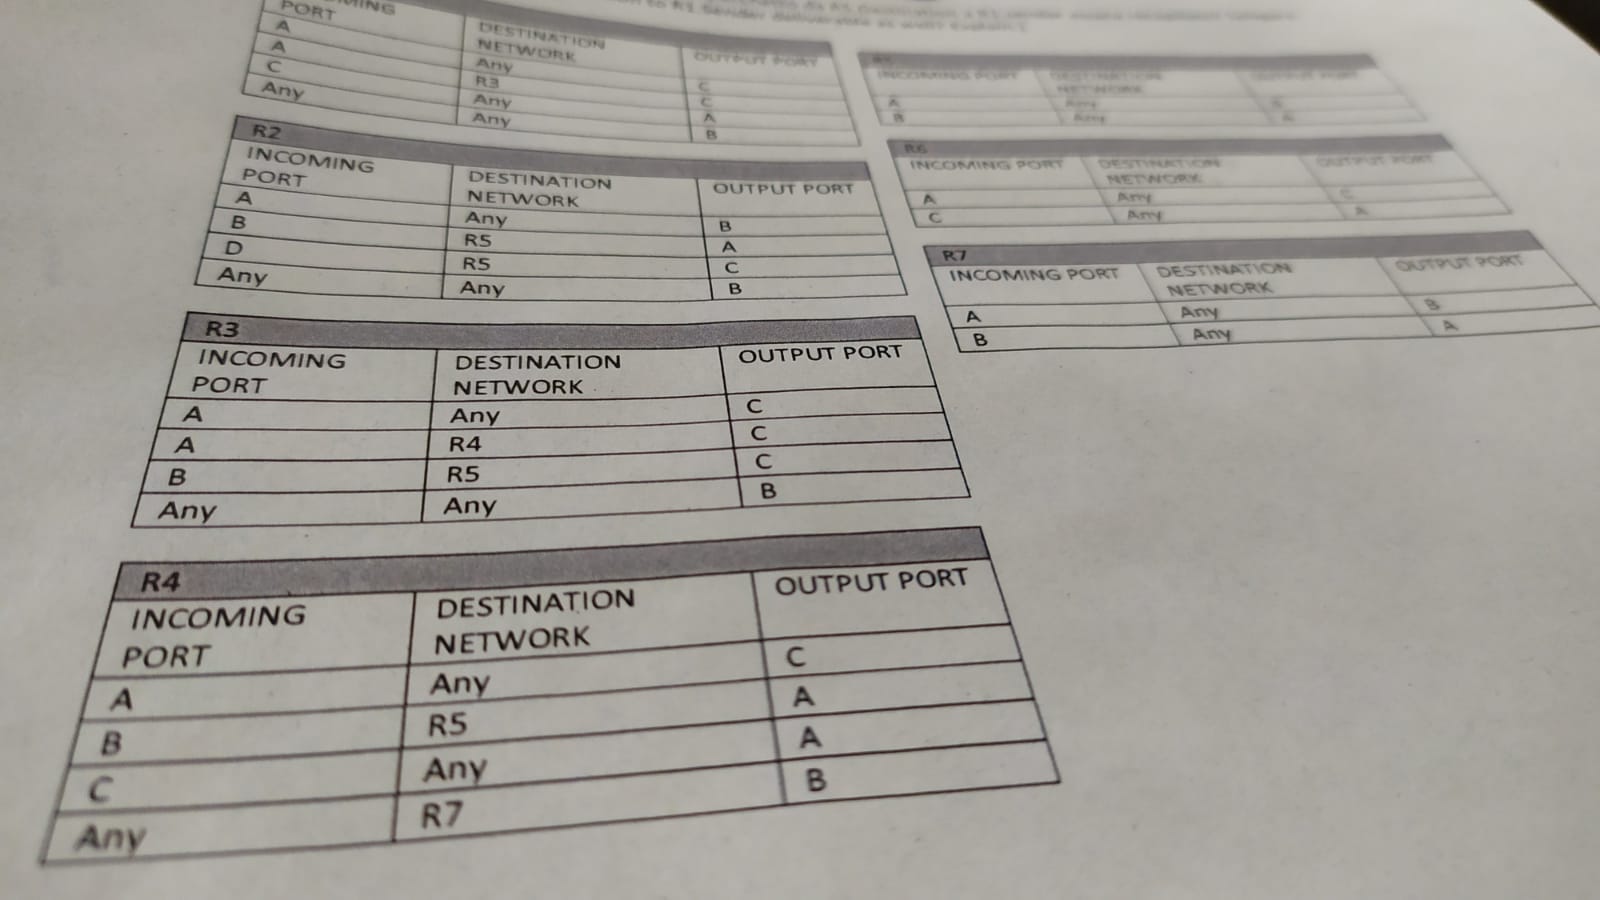 PORT
DESTINATION
NETWORK
OUTPUT PORT
A Any C
A R3 C
C Any A
Any Any B
R2
INCOMING
PORT
DESTINATION
NETWORK
OUTPUT PORT
A Any B
B R5 A
D R5 C
Any Any B
R3
INCOMING
PORT
DESTINATION
NETWORK
OUTPUT PORT
A Any C
A R4 C
B R5 C
Any Any B
R4
INCOMING
PORT
DESTINATION
NETWORK
OUTPUT PORT
A Any C
B R5 A
C Any A
Any R7 B
INCOMING PORT
DESTINATION
NETWORK
OUTPUT PORT
A Any
B Any
R6
INCOMING PORT
DESTINATION
NETWORK
OUTPUT PORT
A Any C
C Any A
R7
INCOMING PORT
DESTINATION
NETWORK
OUTPUT PORT
A Any B
B Any A